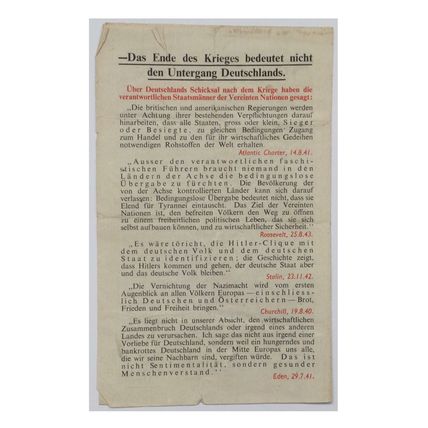 —Das Ende des Krieges bedeutet nicht
den Untergang Deutschlands.
Über Deutschlands Schicksal nach dem Kriege haben die
verantwortlichen Staatsmänner der Vereinten Nationen gesagt:
„Die britischen und amerikanischen Regierungen werden
unter Achtung ihrer bestehenden Verpflichtungen darauf
hinarbeiten, dass alle Staaten, gross oder klein, Sieger
oder Besiegte, zu gleichen Bedingungen Zugang
zum Handel und zu den für ihr wirtschaftliches Gedeihen
notwendigen Rohstoffen der Welt erhalten
Atlantic Charter, 14.8.41.
„Ausser den verantwortlichen faschi-
stischen Führern braucht niemand in den
Ländern der Achse die bedingungslose
Übergabe zu fürchten. Die Bevölkerung der
von der Achse kontrollierten Länder kann sich darauf
verlassen: Bedingungslose Übergabe bedeutet nicht, dass sie
Elend für Tyrannei eintauscht. Das Ziel der Vereinten
Nationen ist, den befreiten Völkern den Weg zu öffnen
zu einem freiheitlichen politischen Leben, das sie sich
selbst aufbauen können, und zu wirtschaftlicher Sicherheit.“
Roosevelt, 25.8.43.
„Es wäre töricht, die Hitler-Clique mit
dem deutschen Volk und dem deutschen
Staat zu identifizieren; die Geschichte zeigt,
dass Hitlers kommen und gehen, der deutsche Staat aber
und das deutsche Volk bleiben.“
Stalin, 23.11.42.
„Die Vernichtung der Nazimacht wird vom ersten
Augenblick an allen Völkern Europas—einschliess-
lich Deutschen und Österreichern—Brot,
Frieden und Freiheit bringen.“
Churchill, 19.8.40.
„Es liegt nicht in unserer Absicht, den wirtschaftlichen
Zusammenbruch Deutschlands oder irgend eines anderen
Landes zu verursachen. Ich sage das nicht aus irgend einer
Vorliebe für Deutschland, sondern weil ein hungerndes und
bankrottes Deutschland in der Mitte Europas uns alle,
die wir seine Nachbarn sind, vergiften würde. Das ist
nicht Sentimentalität, sondern gesunder
Menschenverstand.“
Eden, 29.7.41.